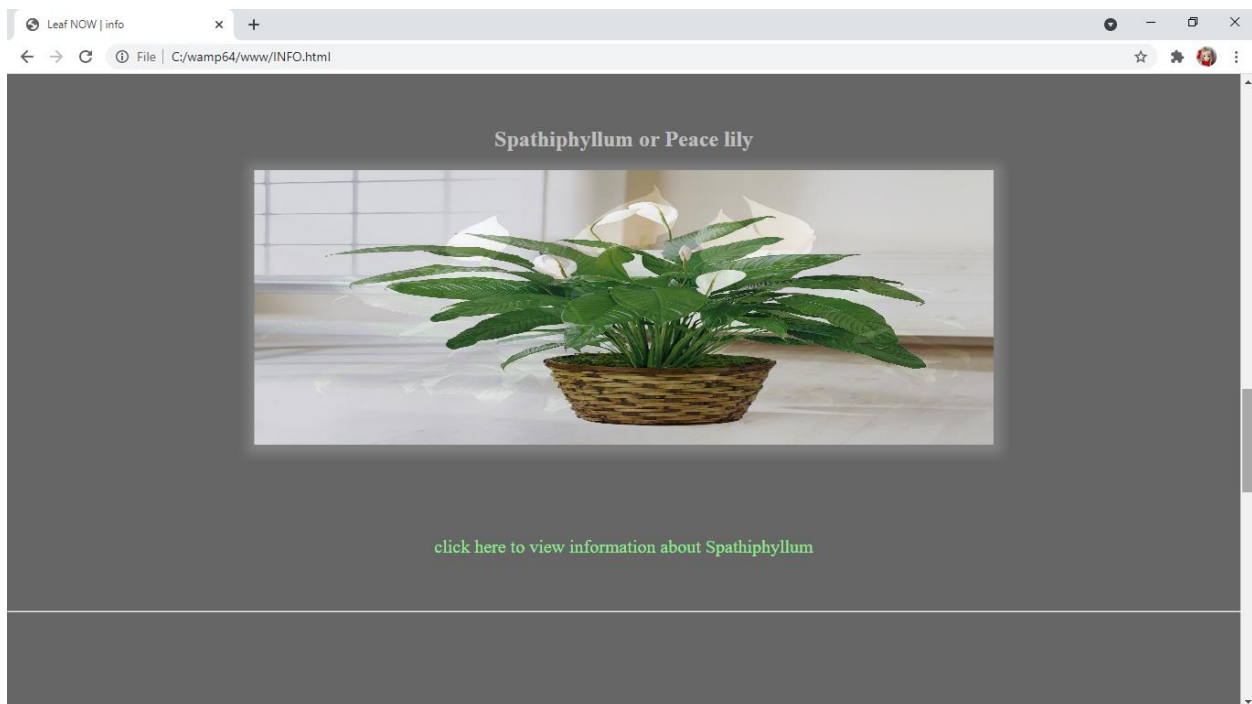 Leaf NOW | info
File | C:/wamp64/www/INFO.html
Spathiphyllum or Peace lily
click here to view information about Spathiphyllum